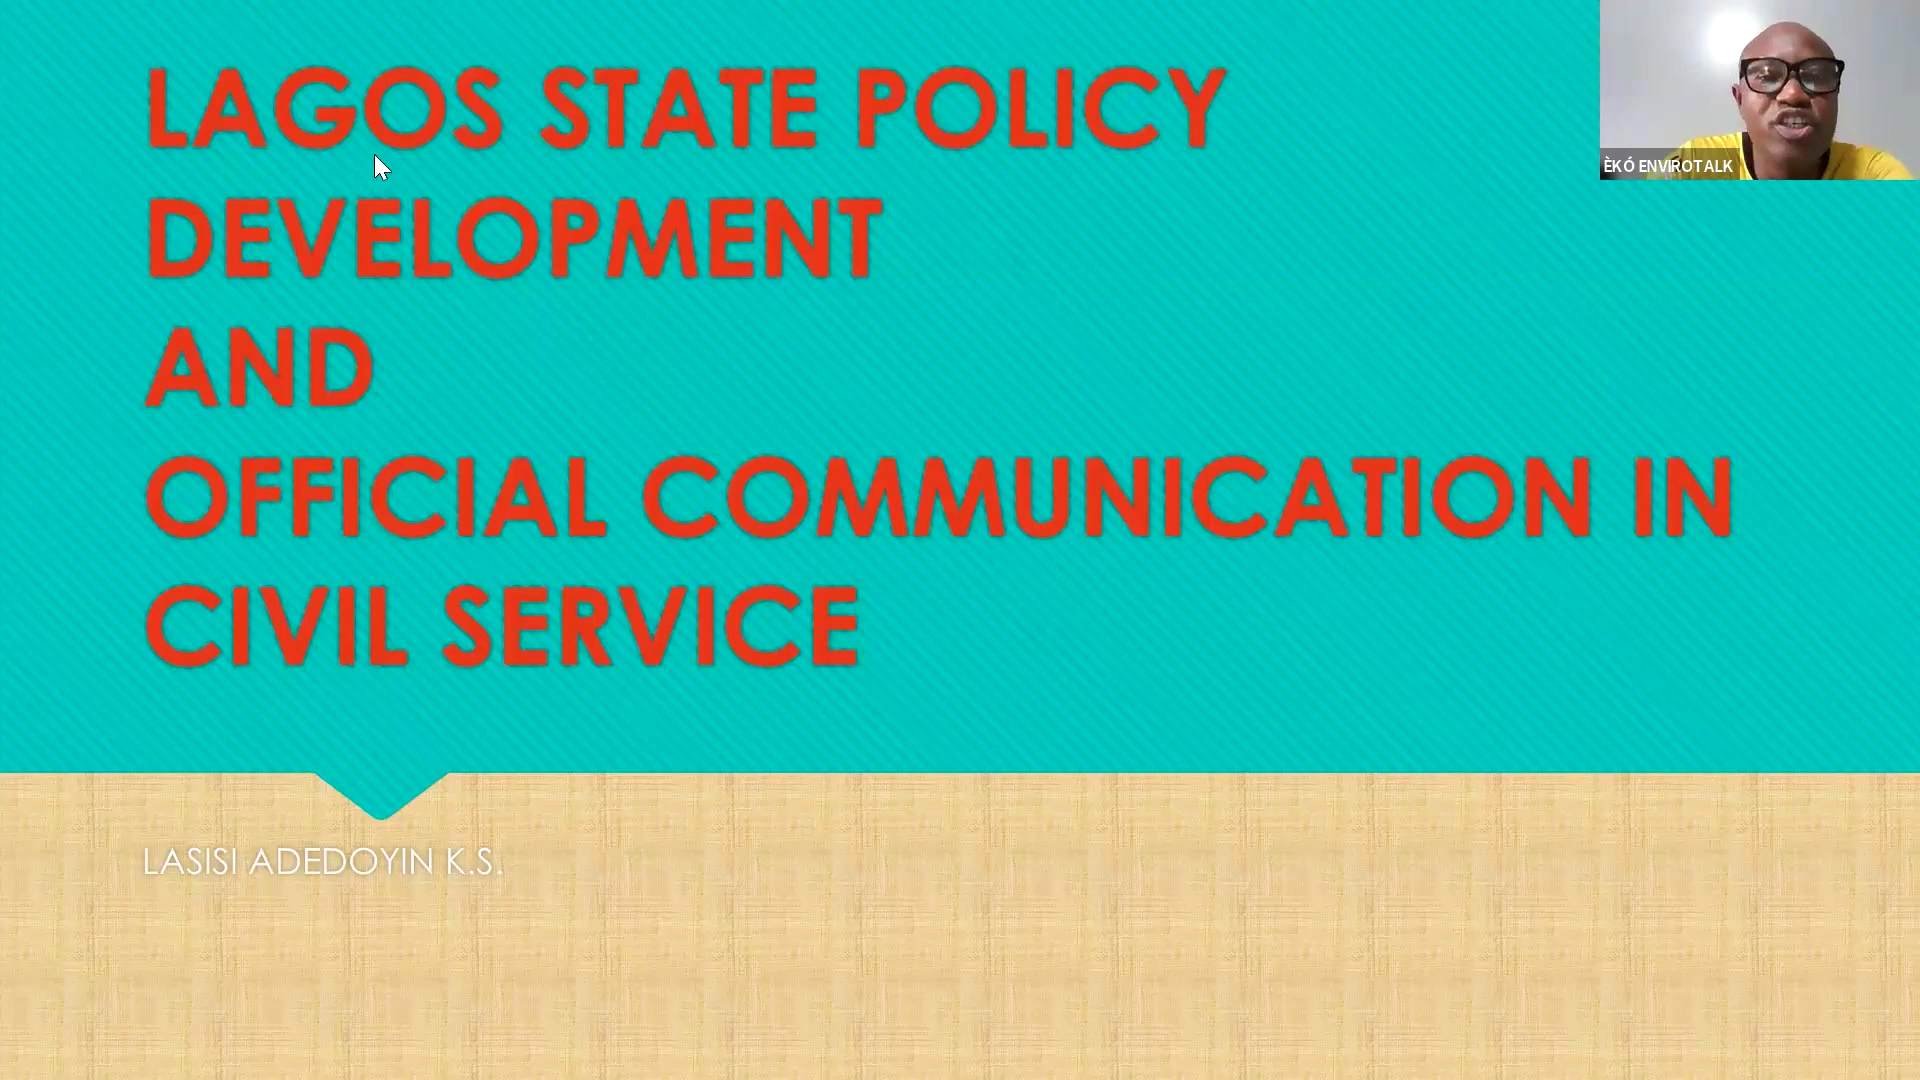 LAGOS STATE POLICY
DEVELOPMENT
AND
OFFICIAL COMMUNICATION IN
CIVIL SERVICE
LASISI ADEDOYIN K.S.
ÈKÓ ENVIROTALK